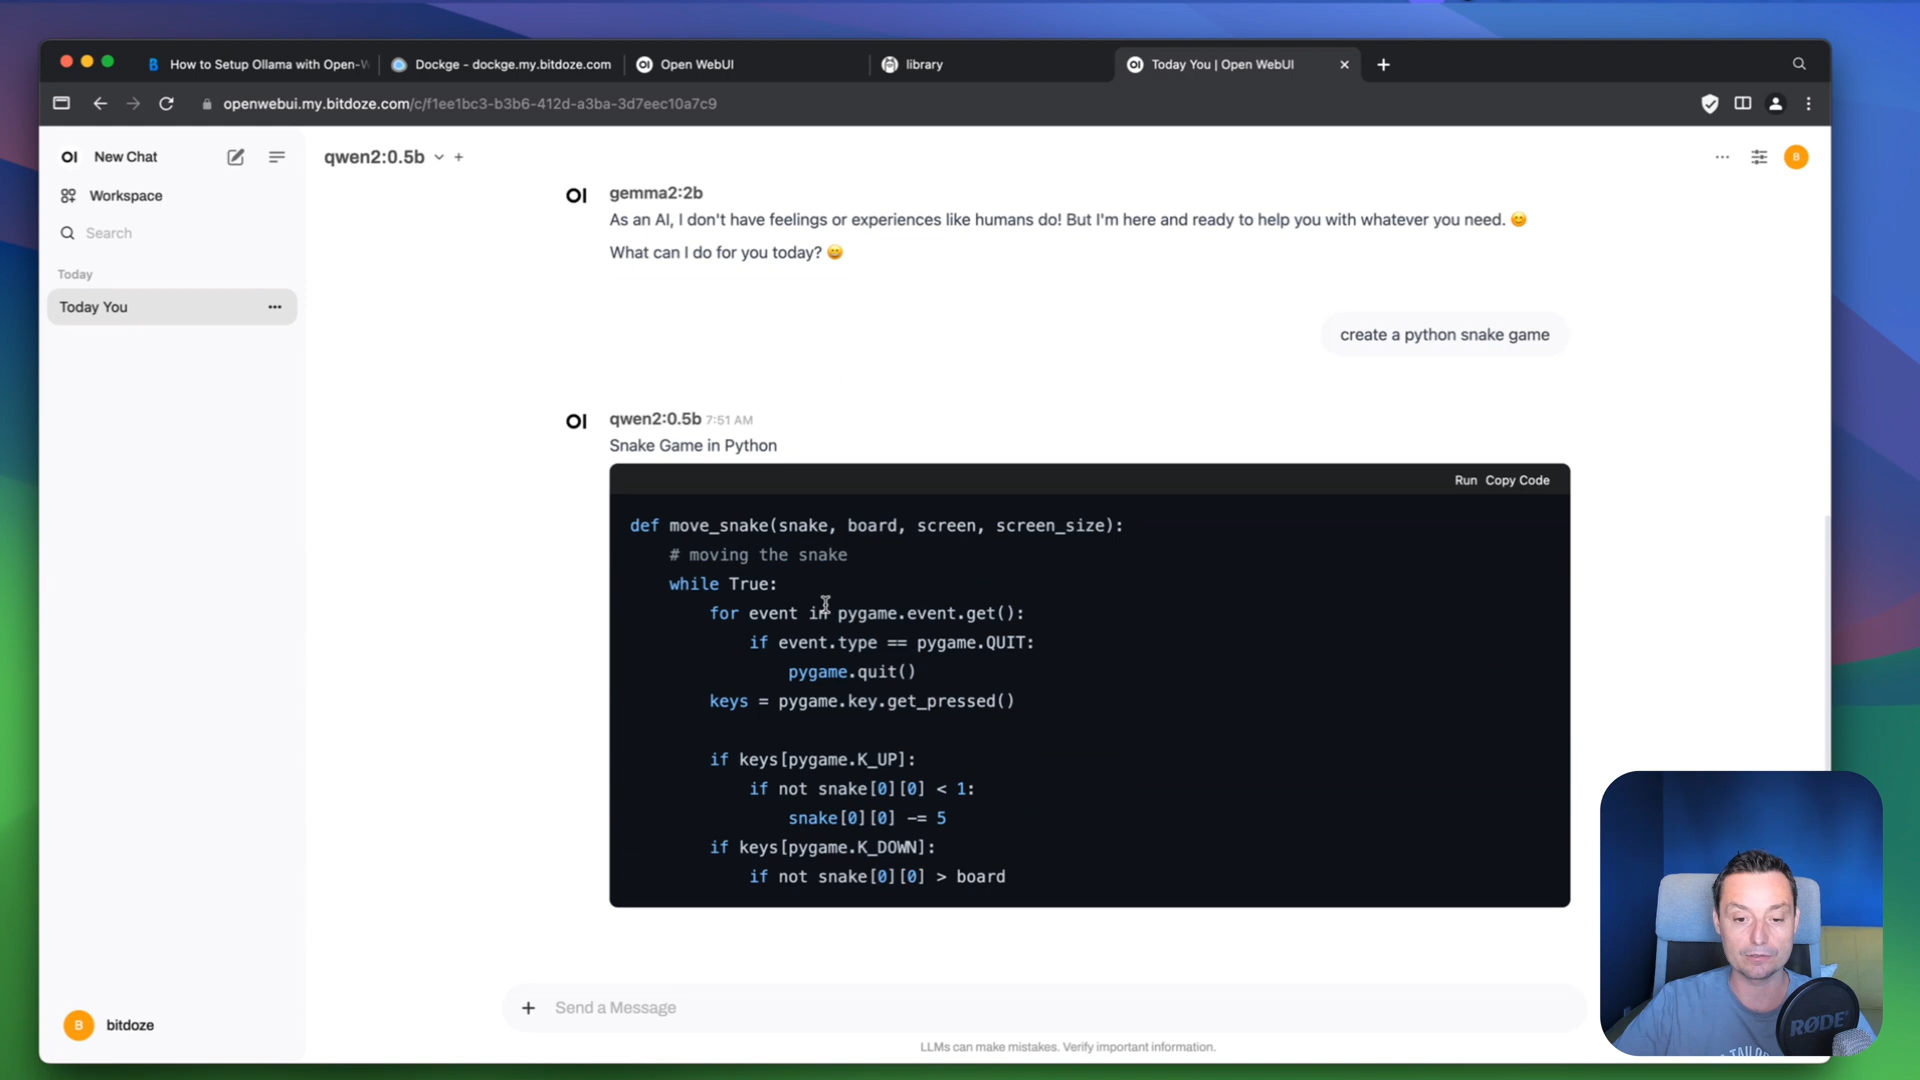 How to Setup Ollama with Open-W
Dockge - dockge.my.bitdoze.com
Open WebUI
library
Today You | Open WebUI
openwebui.my.bitdoze.com/c/f1ee1bc3-b3b6-412d-a3ba-3d7eec10a7c9
OI New Chat
Workspace
Search
Today
Today You
B bitdoze
qwen2:0.5b
B
OI gemma2:2b
As an AI, I don't have feelings or experiences like humans do! But I'm here and ready to help you with whatever you need. 😊
What can I do for you today? 😄
create a python snake game
OI qwen2:0.5b 7:51 AM
Snake Game in Python
Run Copy Code
def move_snake(snake, board, screen, screen_size):
    # moving the snake
    while True:
        for event in pygame.event.get():
            if event.type == pygame.QUIT:
                pygame.quit()
        keys = pygame.key.get_pressed()

        if keys[pygame.K_UP]:
            if not snake[0][0] < 1:
                snake[0][0] -= 5
        if keys[pygame.K_DOWN]:
            if not snake[0][0] > board
+ Send a Message
LLMs can make mistakes. Verify important information.
RØDE